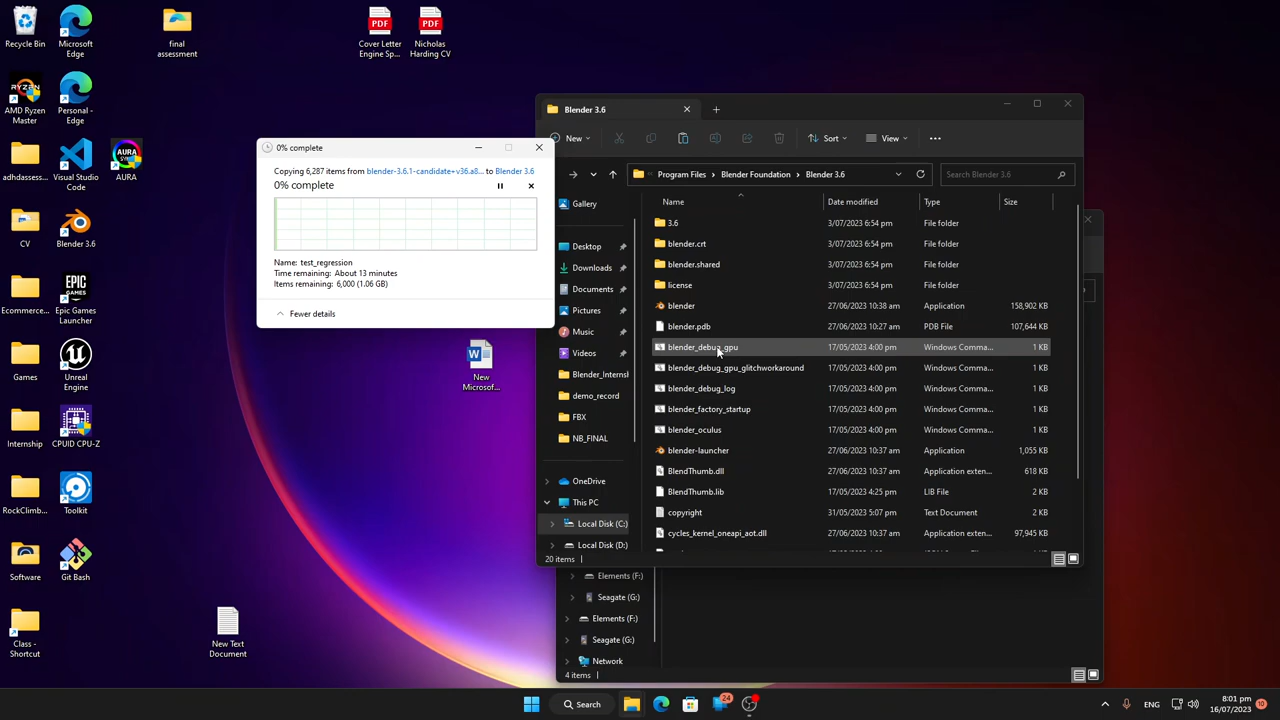 Recycle Bin
Microsoft
Edge
final
assessment
PDF
Cover Letter
Engine Sp...
PDF
Nicholas
Harding CV
RYZEN
AMD Ryzen
Master
Personal -
Edge
adhdassess...
Visual Studio
Code
AURA
CV
Blender 3.6
Ecommerce...
EPIC
GAMES
Epic Games
Launcher
Games
Unreal
Engine
Internship
CPU
CPUID CPU-Z
RockClimb...
Toolkit
Software
Git Bash
Class -
Shortcut
New Text
Document
New
Microsof...
0% complete
Copying 6,287 items from blender-3.6.1-candidate+v36.a8... to Blender 3.6
0% complete
Name: test_regression
Time remaining: About 13 minutes
Items remaining: 6,000 (1.06 GB)
Fewer details
Blender 3.6
New
Sort
View
Program Files > Blender Foundation > Blender 3.6
Search Blender 3.6
Gallery
Desktop
Downloads
Documents
Pictures
Music
Videos
Blender_Internsh
demo_record
FBX
NB_FINAL
OneDrive
This PC
Local Disk (C:)
Local Disk (D:)
Name Date modified Type Size
3.6 3/07/2023 6:54 pm File folder
blender.crt 3/07/2023 6:54 pm File folder
blender.shared 3/07/2023 6:54 pm File folder
license 3/07/2023 6:54 pm File folder
blender 27/06/2023 10:38 am Application 158,902 KB
blender.pdb 27/06/2023 10:27 am PDB File 107,644 KB
blender_debug_gpu 17/05/2023 4:00 pm Windows Comma... 1 KB
blender_debug_gpu_glitchworkaround 17/05/2023 4:00 pm Windows Comma... 1 KB
blender_debug_log 17/05/2023 4:00 pm Windows Comma... 1 KB
blender_factory_startup 17/05/2023 4:00 pm Windows Comma... 1 KB
blender_oculus 17/05/2023 4:00 pm Windows Comma... 1 KB
blender-launcher 27/06/2023 10:37 am Application 1,055 KB
BlendThumb.dll 27/06/2023 10:37 am Application exten... 618 KB
BlendThumb.lib 17/05/2023 4:25 pm LIB File 2 KB
copyright 31/05/2023 5:07 pm Text Document 2 KB
cycles_kernel_oneapi_aot.dll 27/06/2023 10:37 am Application exten... 97,945 KB
20 items
Elements (F:)
Seagate (G:)
Elements (F:)
Seagate (G:)
Network
4 items
Search
24
ENG
8:01 pm
16/07/2023
10